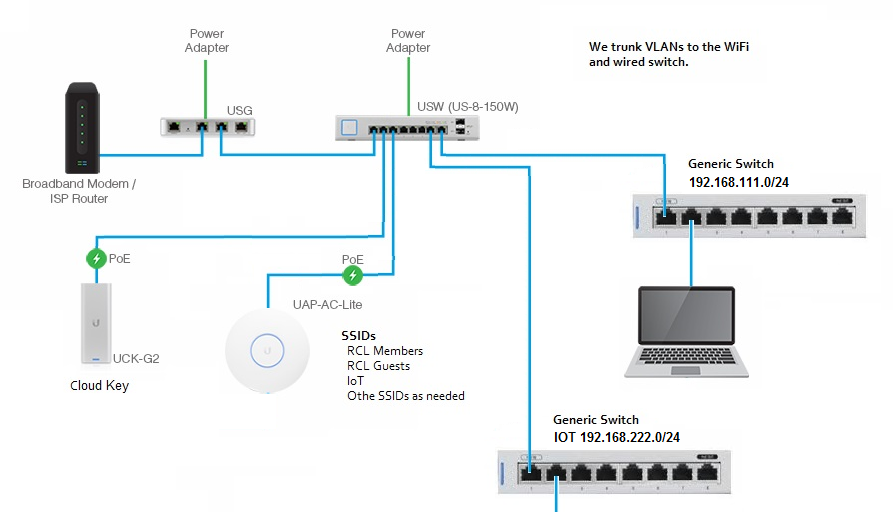 Power
Adapter
Power
Adapter
We trunk VLANs to the WiFi
and wired switch.
USG
USW (US-8-150W)
Broadband Modem /
ISP Router
Generic Switch
192.168.111.0/24
PoE
PoE
UAP-AC-Lite
UCK-G2
Cloud Key
SSIDs
RCL Members
RCL Guests
IoT
Othe SSIDs as needed
Generic Switch
IOT 192.168.222.0/24